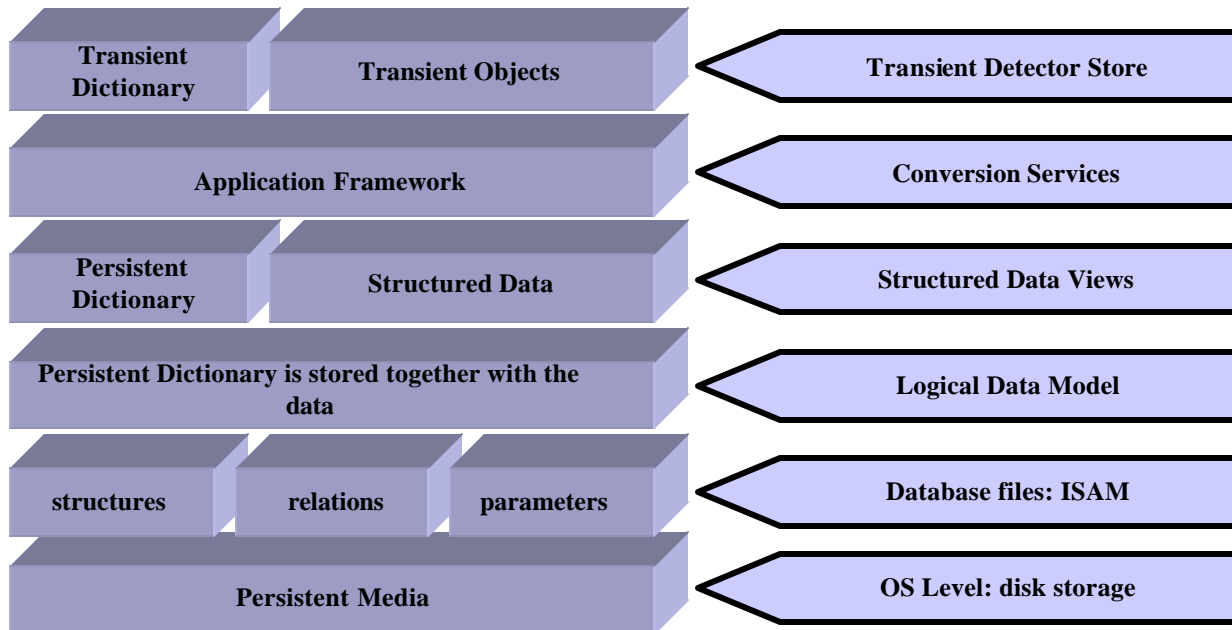 Transient
Dictionary
Transient Objects
Transient Detector Store
Application Framework
Conversion Services
Persistent
Dictionary
Structured Data
Structured Data Views
Persistent Dictionary is stored together with the
data
Logical Data Model
structures
relations
parameters
Database files: ISAM
Persistent Media
OS Level: disk storage